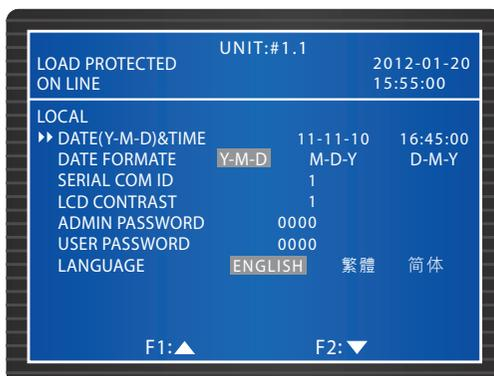 UNIT:#1.1
LOAD PROTECTED 2012-01-20
ON LINE 15:55:00
LOCAL
DATE(Y-M-D)&TIME 11-11-10 16:45:00
DATE FORMATE Y-M-D M-D-Y D-M-Y
SERIAL COM ID 1
LCD CONTRAST 1
ADMIN PASSWORD 0000
USER PASSWORD 0000
LANGUAGE ENGLISH 繁體 简体
F1:▲ F2:▼